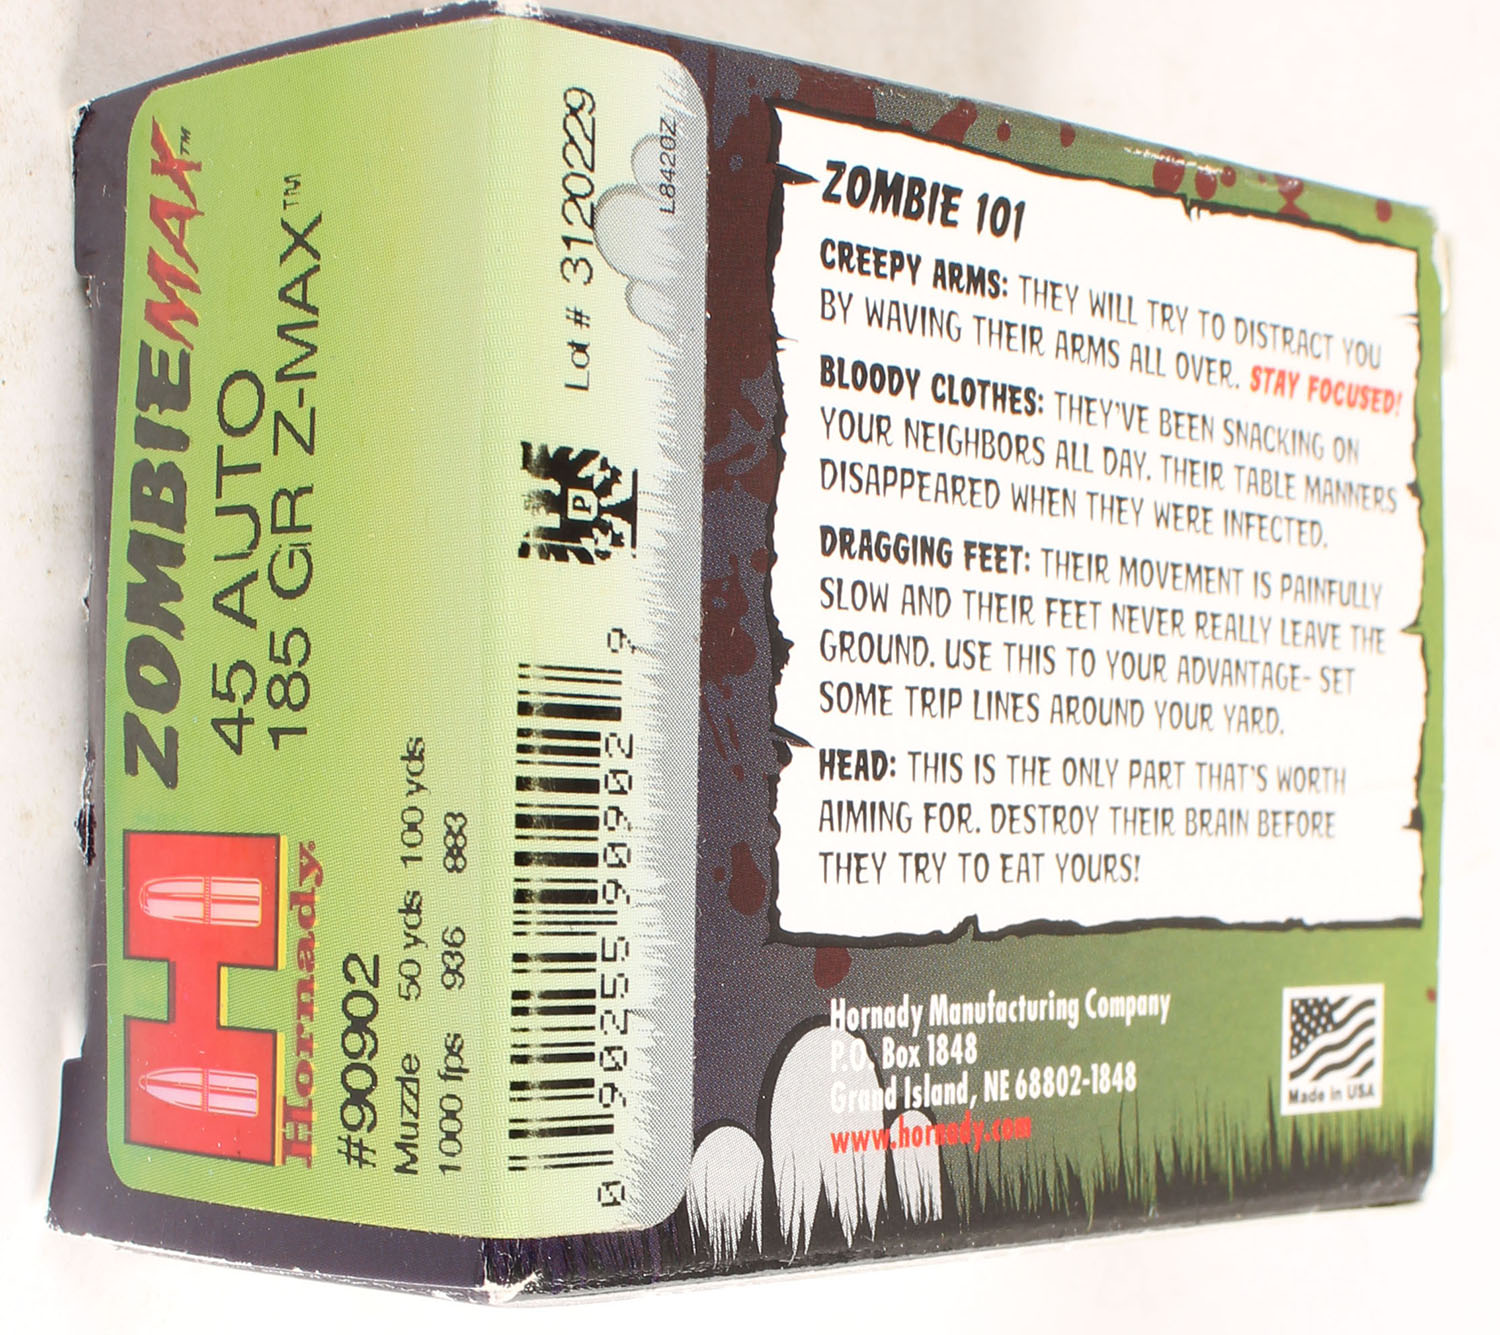 ZOMBIEMAX™
45 AUTO
185 GR Z-MAX™
Hornady®
#90902
Muzzle 50 yds 100 yds
1000 fps 936 883
Lot # 3120229
L8420Z
P
0 90255 90902 9
ZOMBIE 101
CREEPY ARMS: THEY WILL TRY TO DISTRACT YOU
BY WAVING THEIR ARMS ALL OVER. STAY FOCUSED!
BLOODY CLOTHES: THEY'VE BEEN SNACKING ON
YOUR NEIGHBORS ALL DAY. THEIR TABLE MANNERS
DISAPPEARED WHEN THEY WERE INFECTED.
DRAGGING FEET: THEIR MOVEMENT IS PAINFULLY
SLOW AND THEIR FEET NEVER REALLY LEAVE THE
GROUND. USE THIS TO YOUR ADVANTAGE- SET
SOME TRIP LINES AROUND YOUR YARD.
HEAD: THIS IS THE ONLY PART THAT'S WORTH
AIMING FOR. DESTROY THEIR BRAIN BEFORE
THEY TRY TO EAT YOURS!
Hornady Manufacturing Company
P.O. Box 1848
Grand Island, NE 68802-1848
www.hornady.com
Made in USA